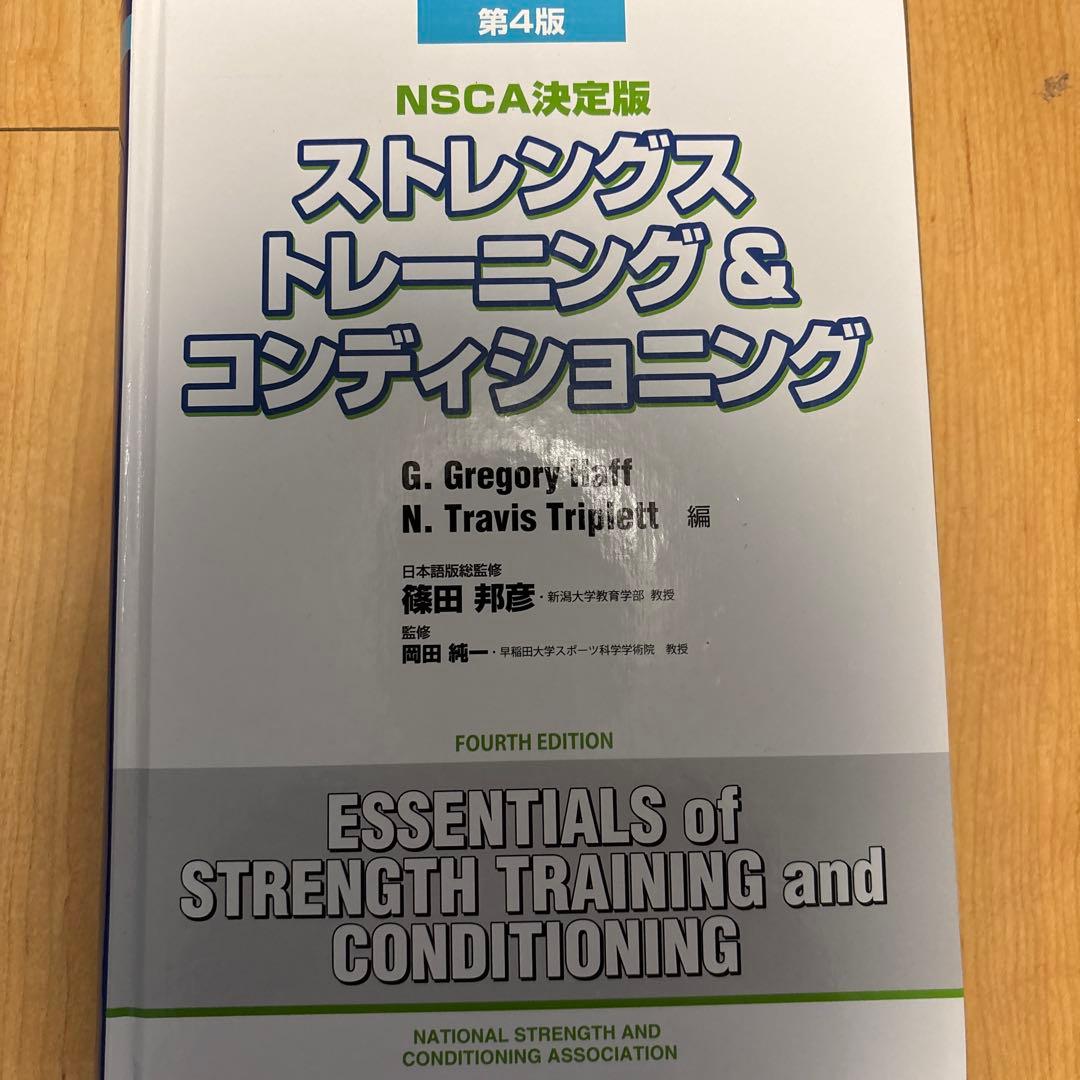 第4版
NSCA決定版
ストレングス
トレーニング&
コンディショニング
G. Gregory Haff
N. Travis Triplett 編
日本語版総監修
篠田 邦彦・新潟大学教育学部 教授
監修
岡田 純一・早稲田大学スポーツ科学学術院 教授
FOURTH EDITION
ESSENTIALS of
STRENGTH TRAINING and
CONDITIONING
NATIONAL STRENGTH AND
CONDITIONING ASSOCIATION